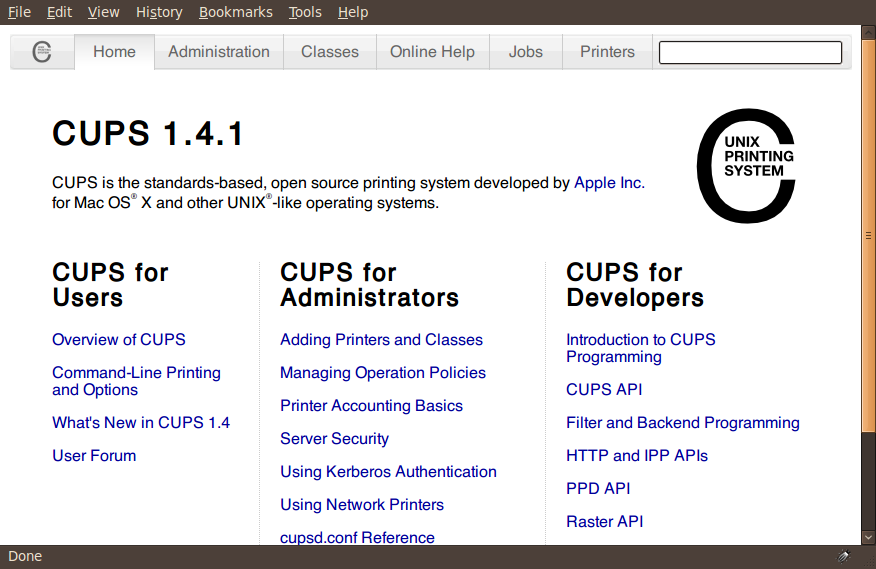 File Edit View History Bookmarks Tools Help
Home Administration Classes Online Help Jobs Printers
CUPS 1.4.1
UNIX
PRINTING
SYSTEM
CUPS is the standards-based, open source printing system developed by Apple Inc.
for Mac OS® X and other UNIX®-like operating systems.
CUPS for
Users
Overview of CUPS
Command-Line Printing
and Options
What's New in CUPS 1.4
User Forum
CUPS for
Administrators
Adding Printers and Classes
Managing Operation Policies
Printer Accounting Basics
Server Security
Using Kerberos Authentication
Using Network Printers
cupsd.conf Reference
CUPS for
Developers
Introduction to CUPS
Programming
CUPS API
Filter and Backend Programming
HTTP and IPP APIs
PPD API
Raster API
Done